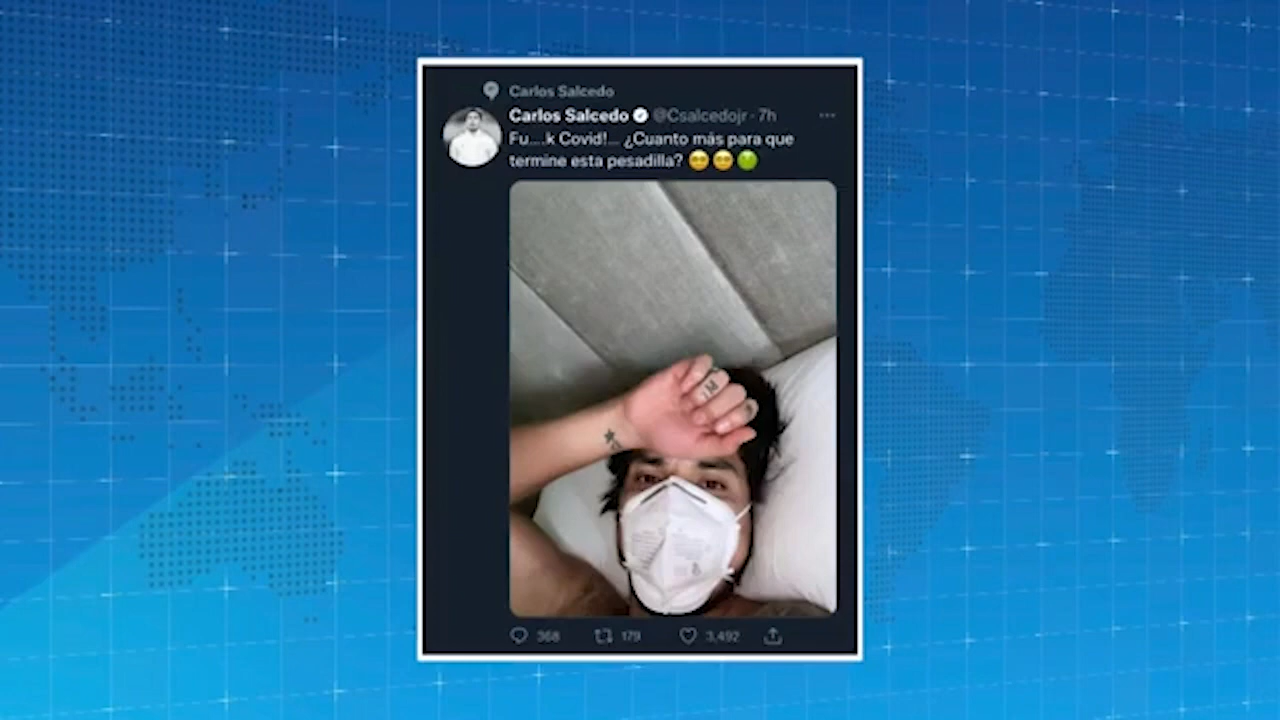 Carlos Salcedo
Carlos Salcedo @Csalcedojr · 7h
Fu....k Covid!... ¿Cuanto más para que
termine esta pesadilla?
368 179 3,492